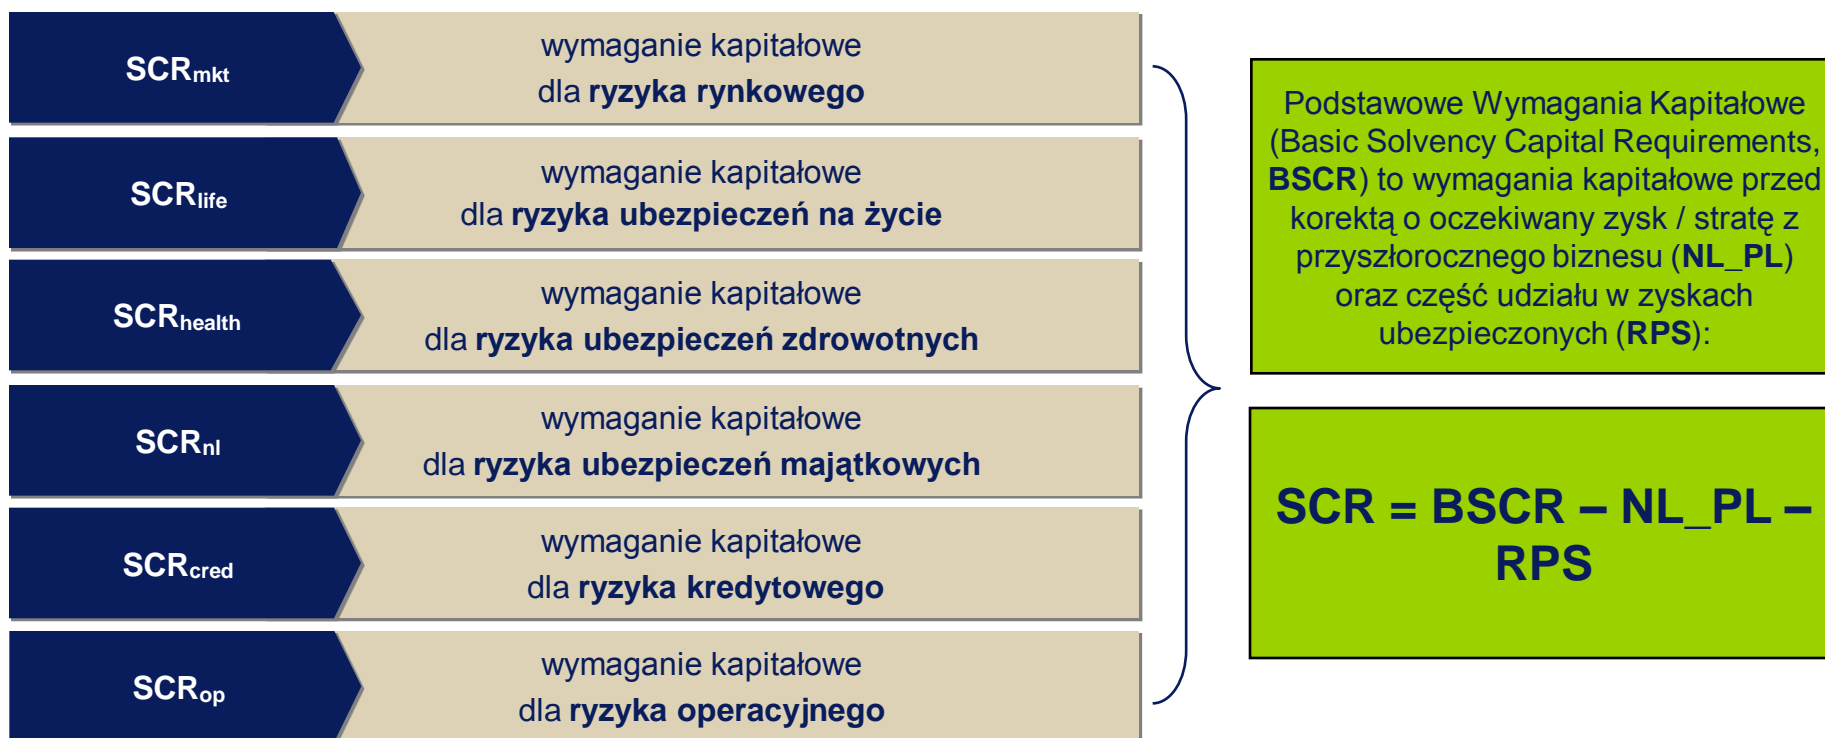 SCRmkt
wymaganie kapitałowe
dla ryzyka rynkowego
SCRlife
wymaganie kapitałowe
dla ryzyka ubezpieczeń na życie
SCRhealth
wymaganie kapitałowe
dla ryzyka ubezpieczeń zdrowotnych
SCRnl
wymaganie kapitałowe
dla ryzyka ubezpieczeń majątkowych
SCRcred
wymaganie kapitałowe
dla ryzyka kredytowego
SCRop
wymaganie kapitałowe
dla ryzyka operacyjnego
Podstawowe Wymagania Kapitałowe
(Basic Solvency Capital Requirements,
BSCR) to wymagania kapitałowe przed
korektą o oczekiwany zysk / stratę z
przyszłorocznego biznesu (NL_PL)
oraz część udziału w zyskach
ubezpieczonych (RPS):
SCR = BSCR – NL_PL –
RPS